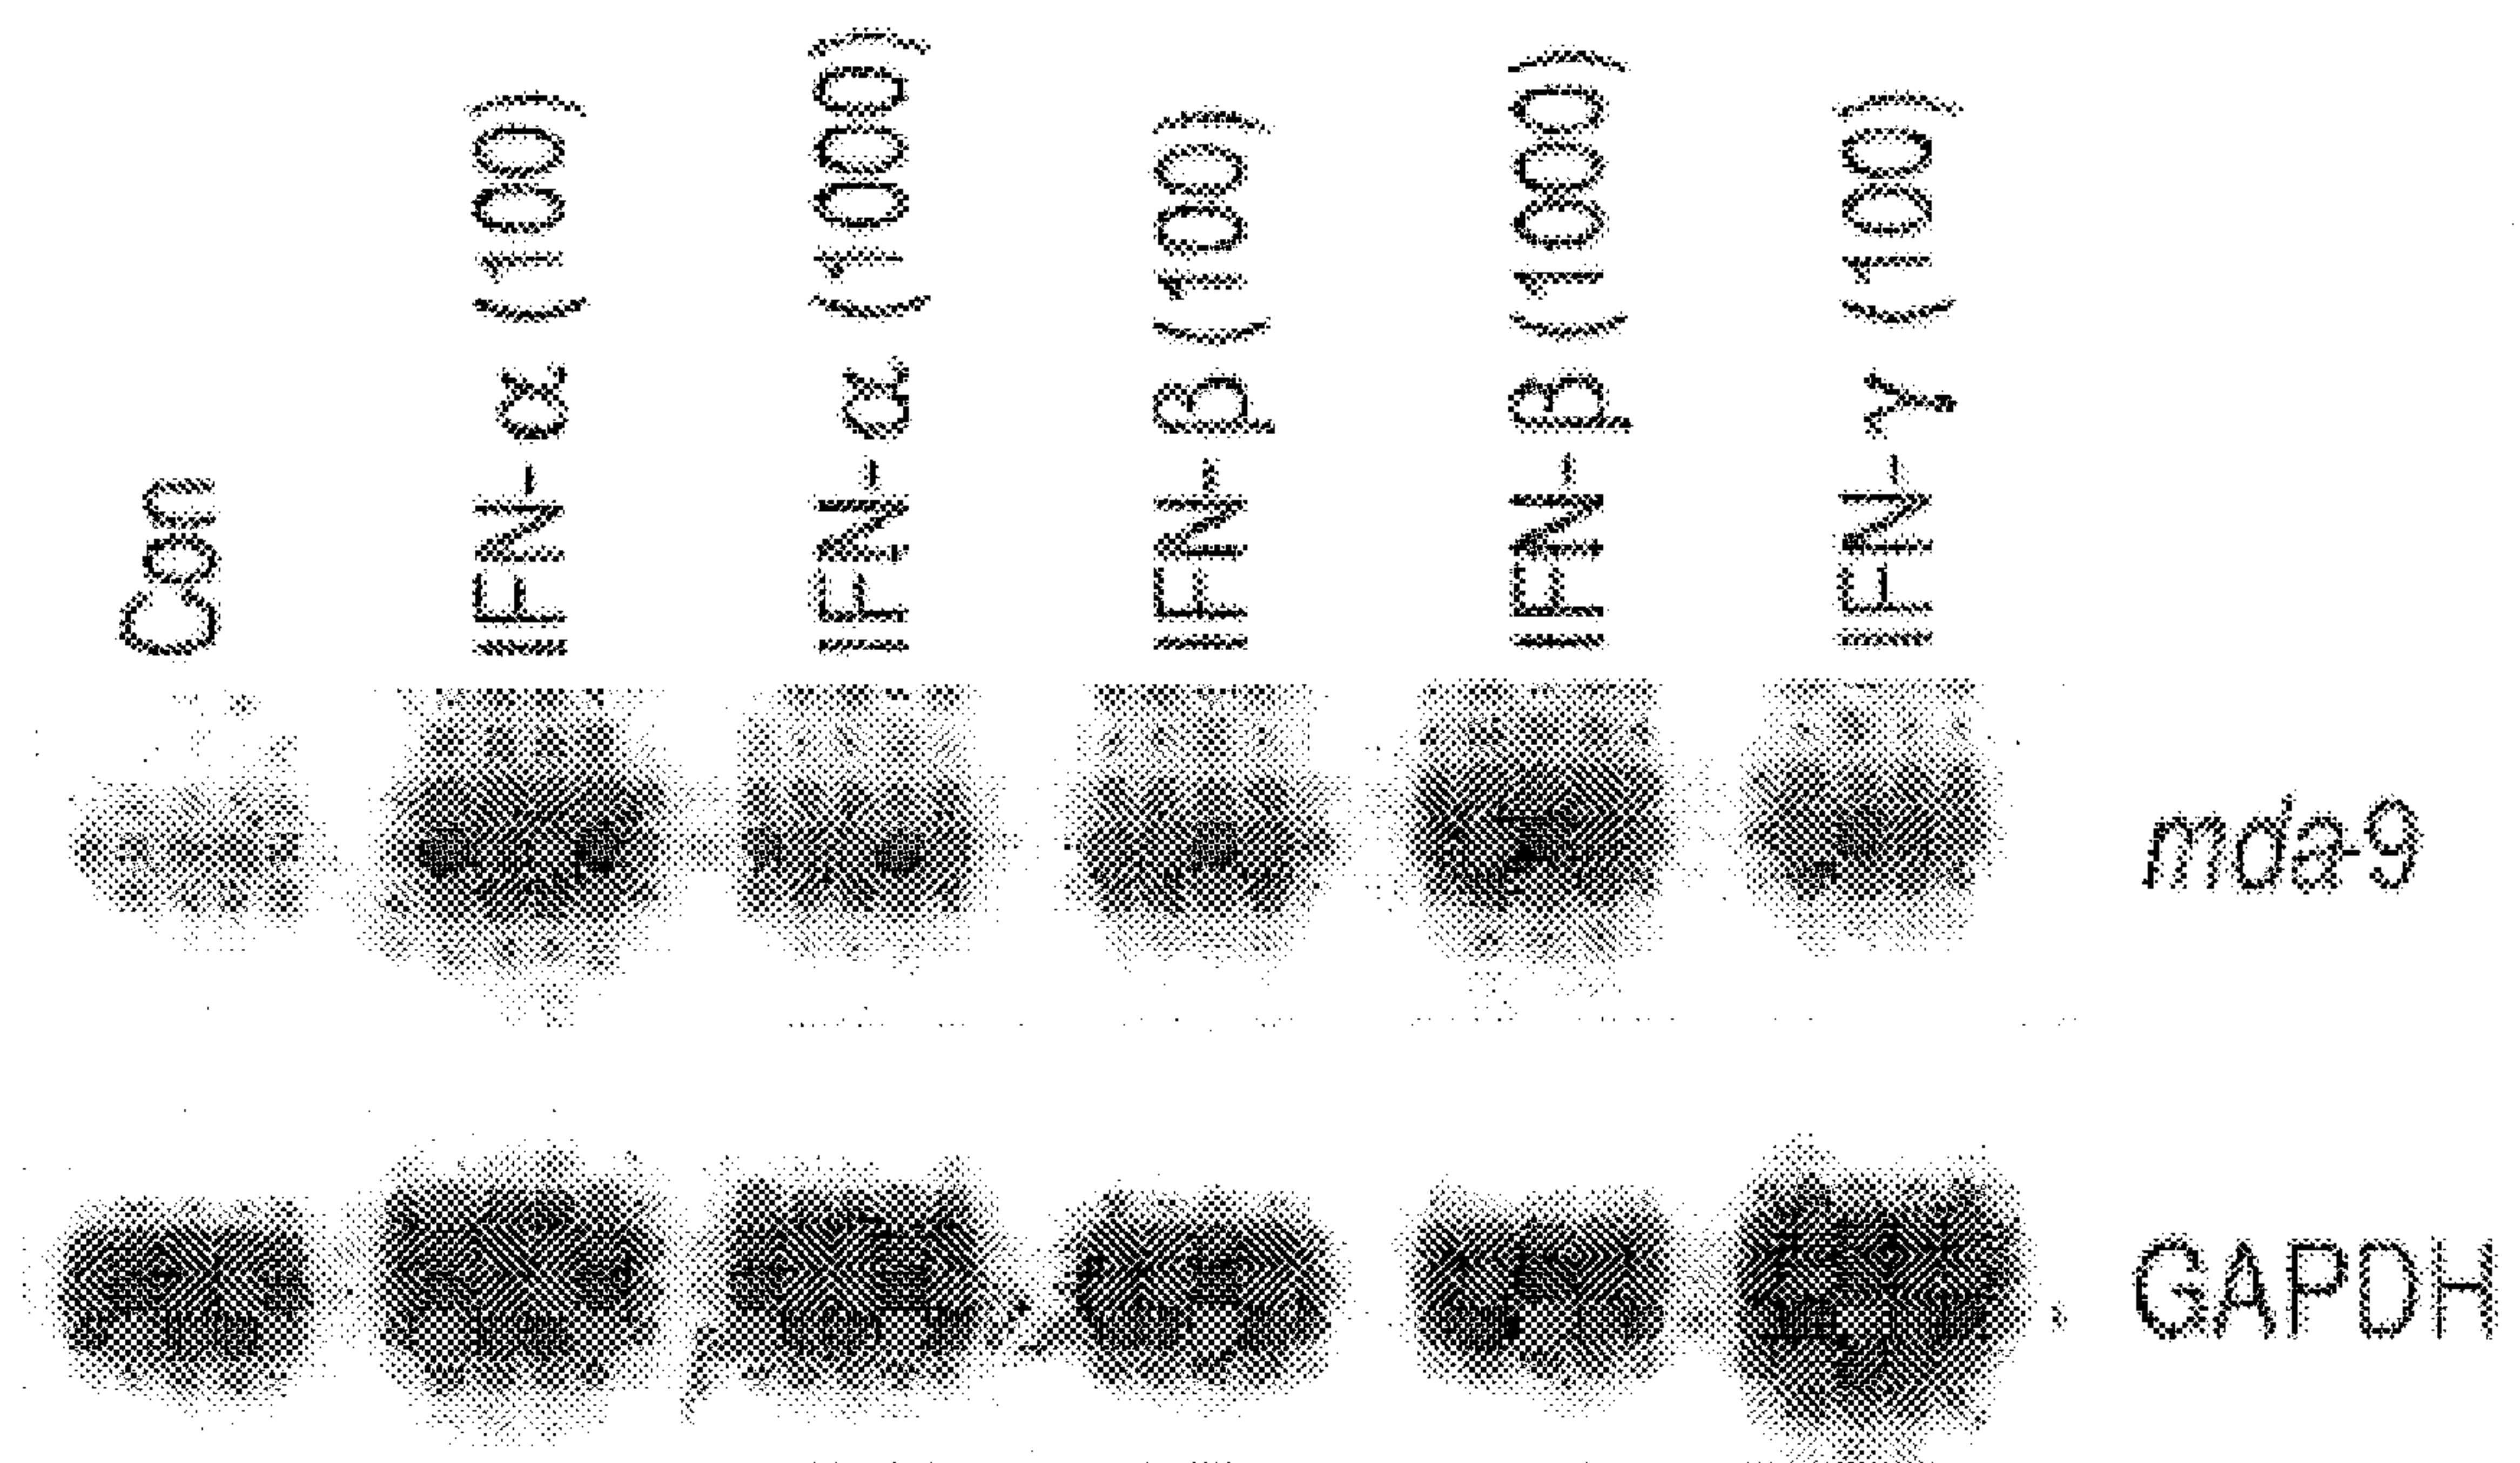 Con
IFN-α (100)
IFN-α (1000)
IFN-β (100)
IFN-β (1000)
IFN-γ (100)
mda-9
GAPDH